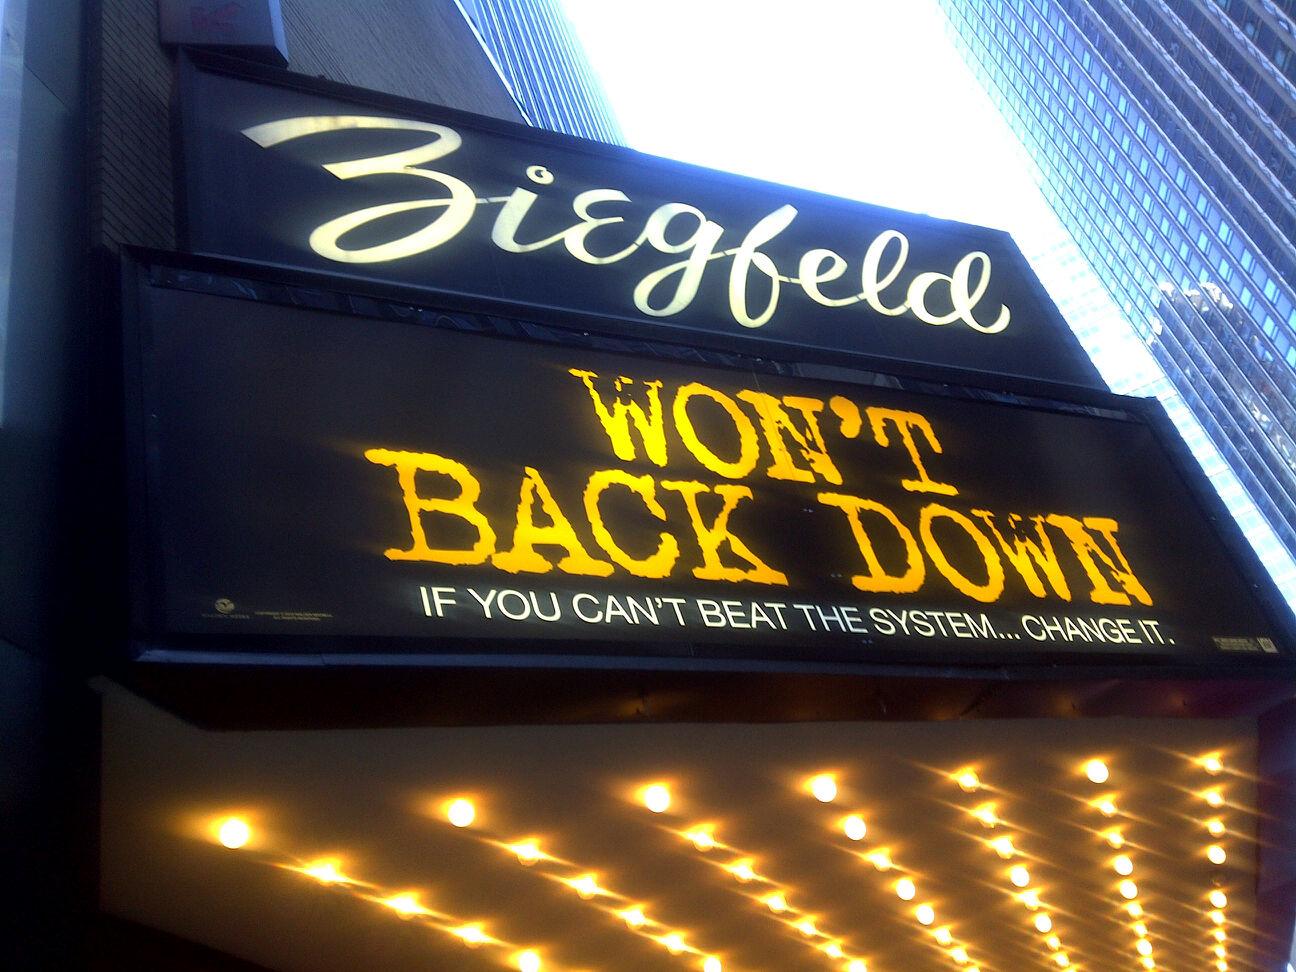 Ziegfeld
WON'T
BACK DOWN
IF YOU CAN'T BEAT THE SYSTEM... CHANGE IT.